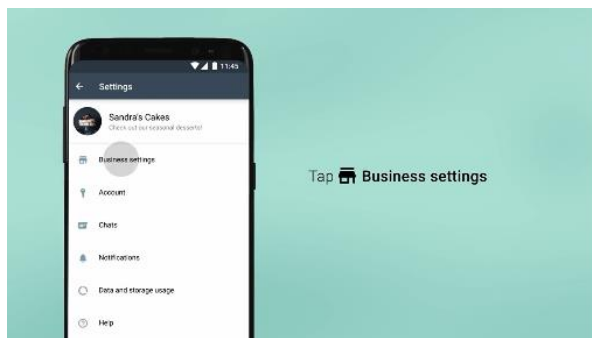 11:45
Settings
Sandra's Cakes
Check out our seasonal desserts!
Business settings
Account
Chats
Notifications
Data and storage usage
Help
Tap Business settings